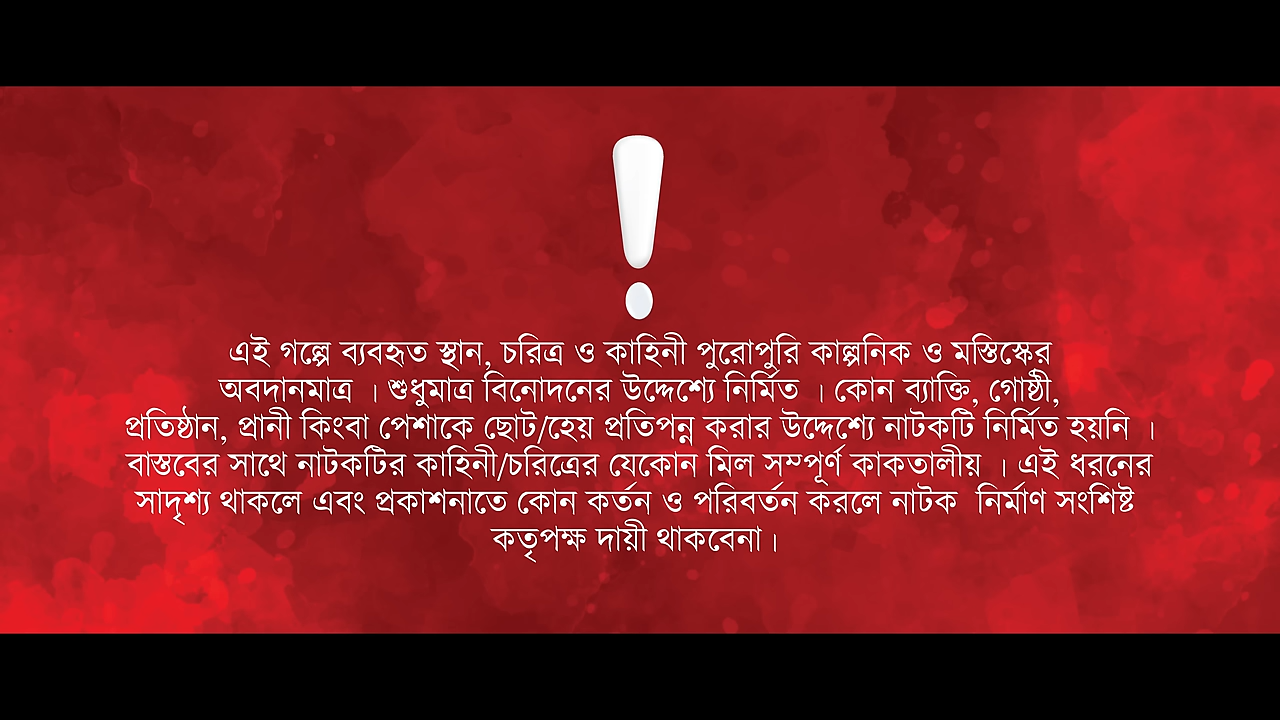 এই গল্পে ব্যবহৃত স্থান, চরিত্র ও কাহিনী পুরোপুরি কাল্পনিক ও মস্তিস্কের
অবদানমাত্র । শুধুমাত্র বিনোদনের উদ্দেশ্যে নির্মিত । কোন ব্যাক্তি, গোষ্ঠী,
প্রতিষ্ঠান, প্রানী কিংবা পেশাকে ছোট/হেয় প্রতিপন্ন করার উদ্দেশ্যে নাটকটি নির্মিত হয়নি ।
বাস্তবের সাথে নাটকটির কাহিনী/চরিত্রের যেকোন মিল সম্পূর্ণ কাকতালীয় । এই ধরনের
সাদৃশ্য থাকলে এবং প্রকাশনাতে কোন কর্তন ও পরিবর্তন করলে নাটক নির্মাণ সংশিষ্ট
কতৃপক্ষ দায়ী থাকবেনা।